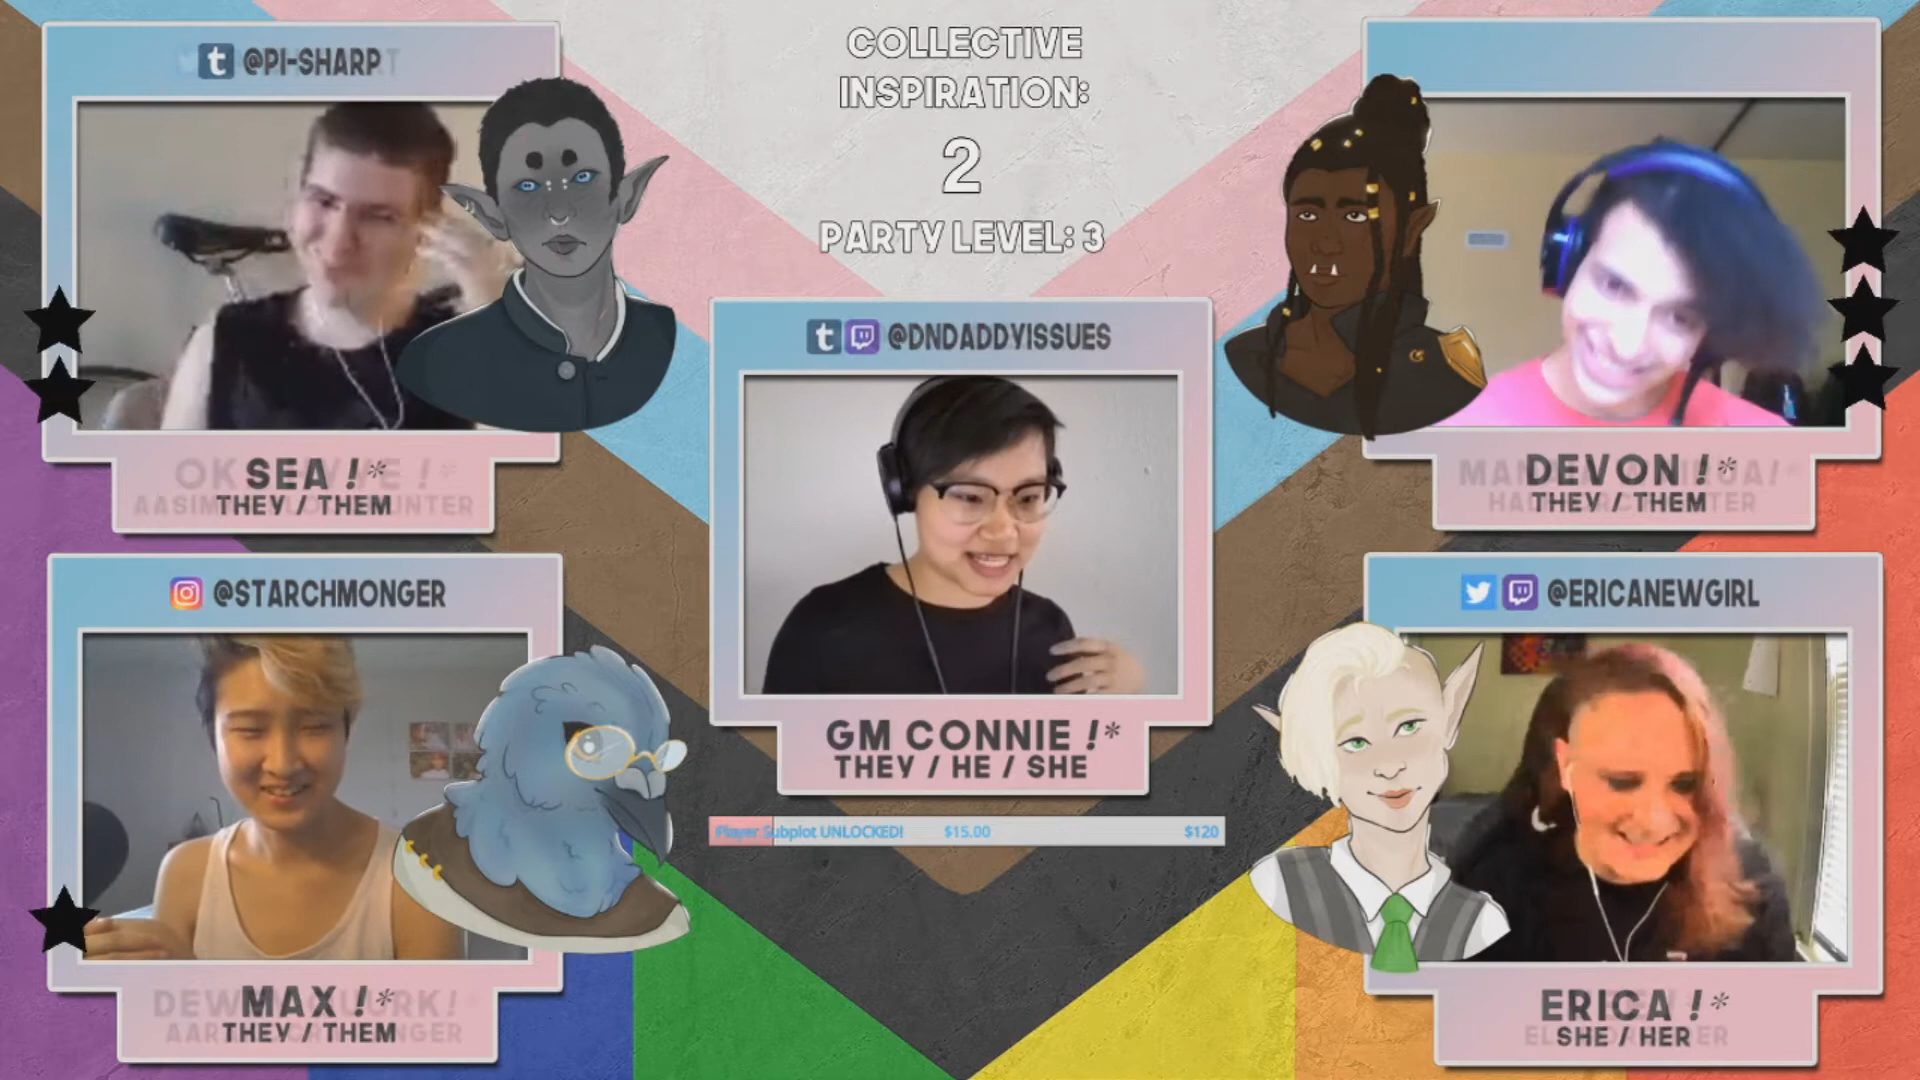 @PI-SHARP
COLLECTIVE
INSPIRATION:
2
PARTY LEVEL: 3
@DNDADDYISSUES
SEA !*
THEY / THEM
DEVON !*
THEY / THEM
@STARCHMONGER
@ERICANEWGIRL
GM CONNIE !*
THEY / HE / SHE
Player Subplot UNLOCKED! $15.00 $120
MAX !*
THEY / THEM
ERICA !*
SHE / HER